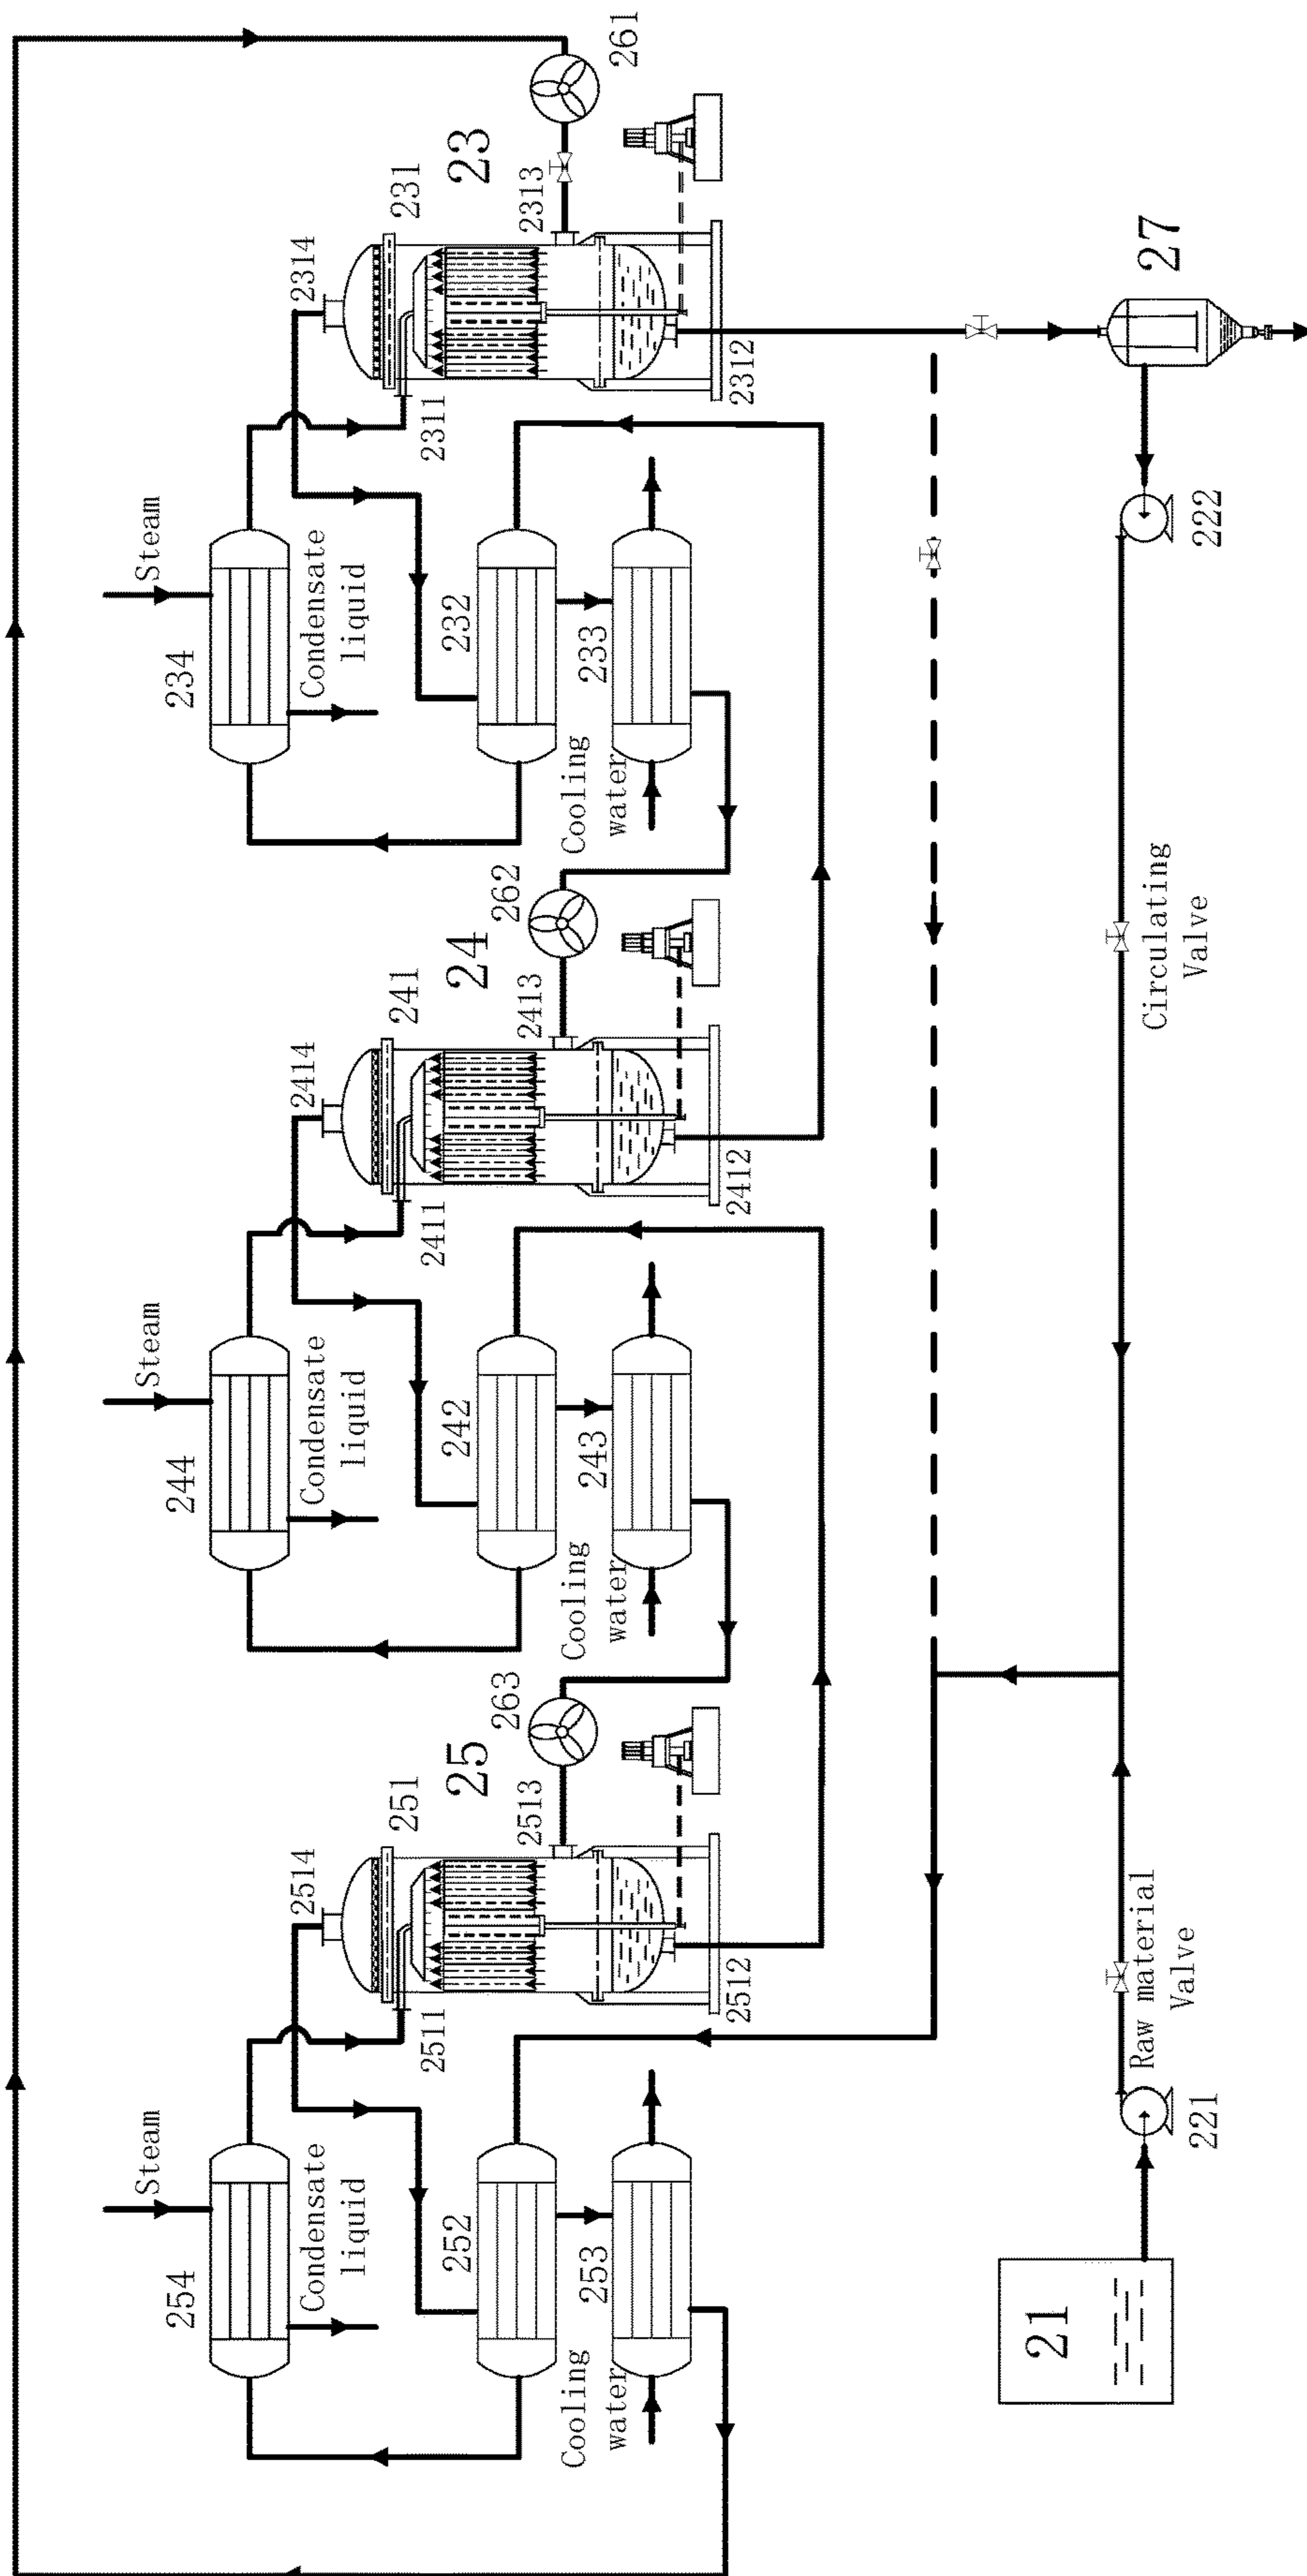 Steam
Steam
Steam
254
244
234
Condensate
liquid
2514
Condensate
liquid
2414
Condensate
liquid
2314
251
241
231
2511
2411
2311
252
25
242
24
232
23
2513
263
2413
262
2313
261
Cooling
water
253
Cooling
water
243
Cooling
water
233
2512
2412
2312
21
Raw material
Valve
Circulating
Valve
27
221
222